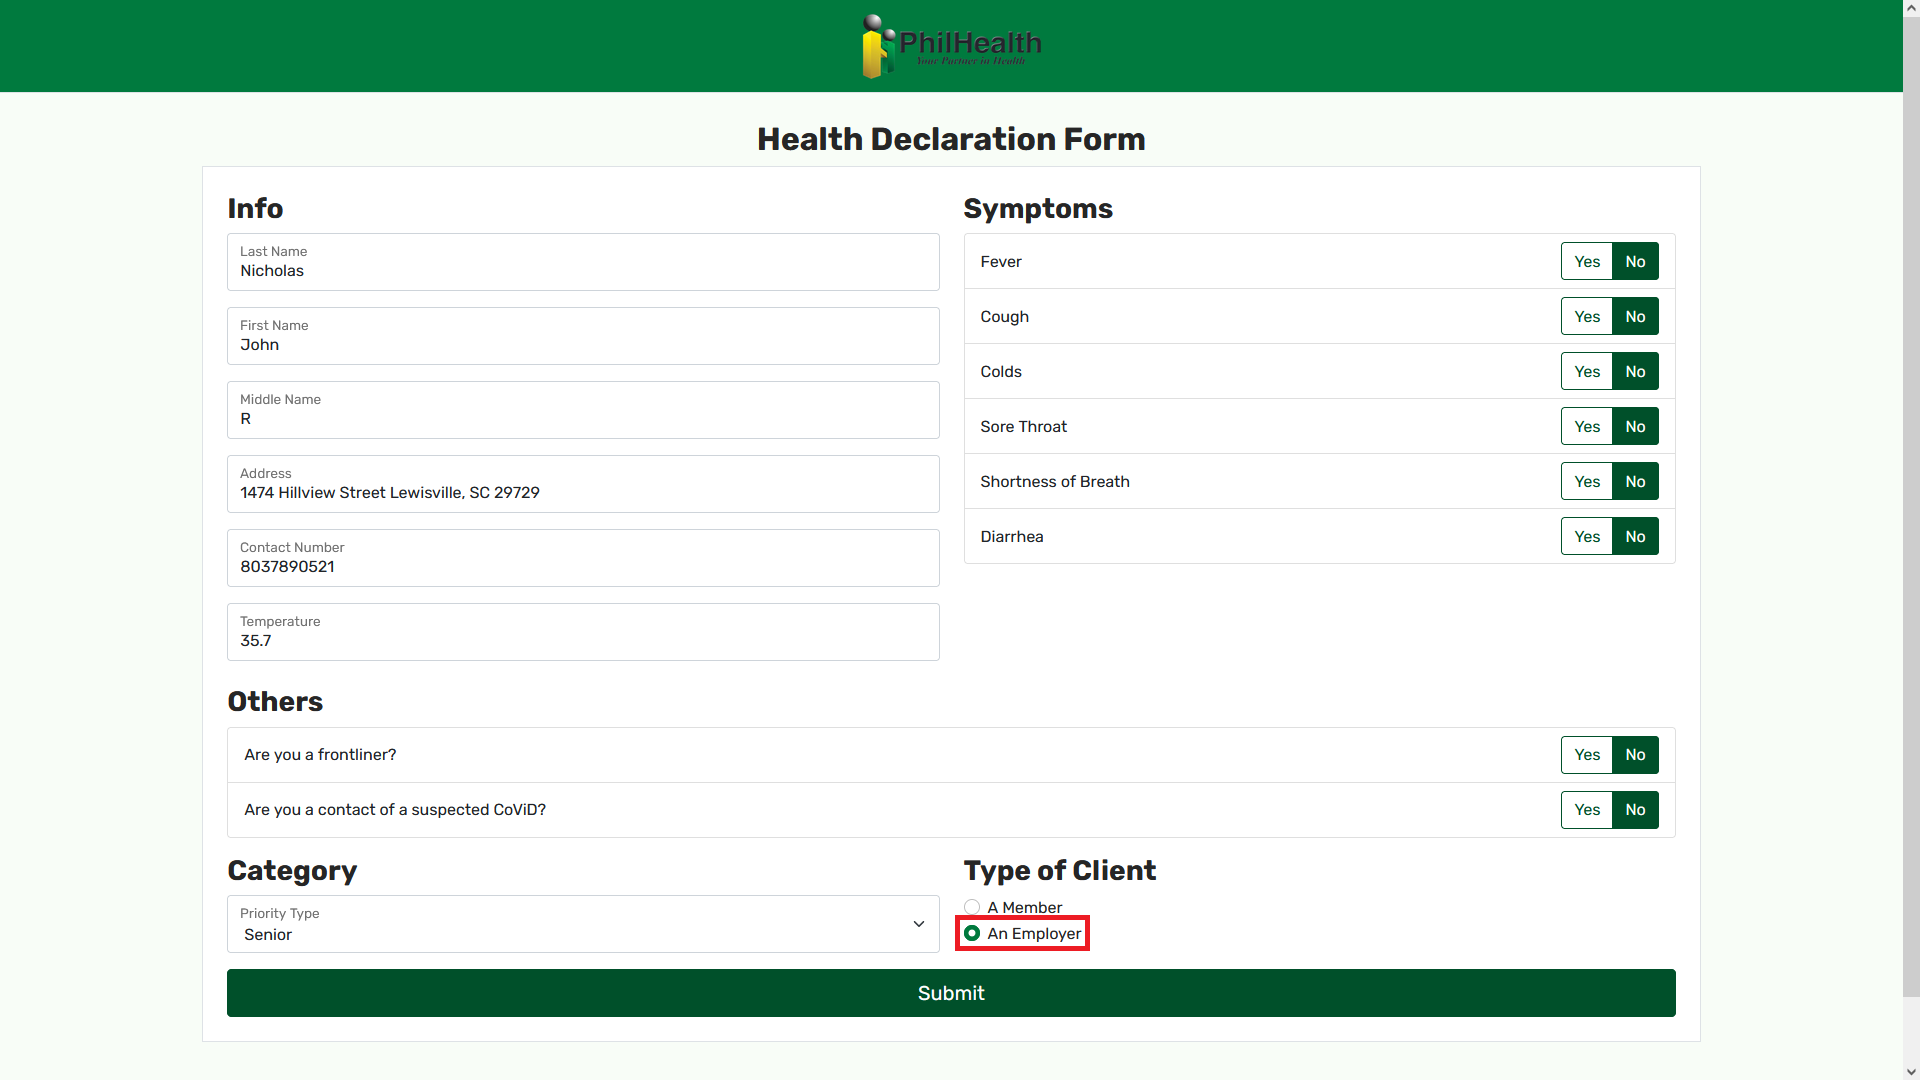 PhilHealth
Your Partner in Health
Health Declaration Form
Info
Last Name
Nicholas
First Name
John
Middle Name
R
Address
1474 Hillview Street Lewisville, SC 29729
Contact Number
8037890521
Temperature
35.7
Symptoms
Fever Yes No
Cough Yes No
Colds Yes No
Sore Throat Yes No
Shortness of Breath Yes No
Diarrhea Yes No
Others
Are you a frontliner? Yes No
Are you a contact of a suspected CoViD? Yes No
Category
Priority Type
Senior
Type of Client
A Member
An Employer
Submit